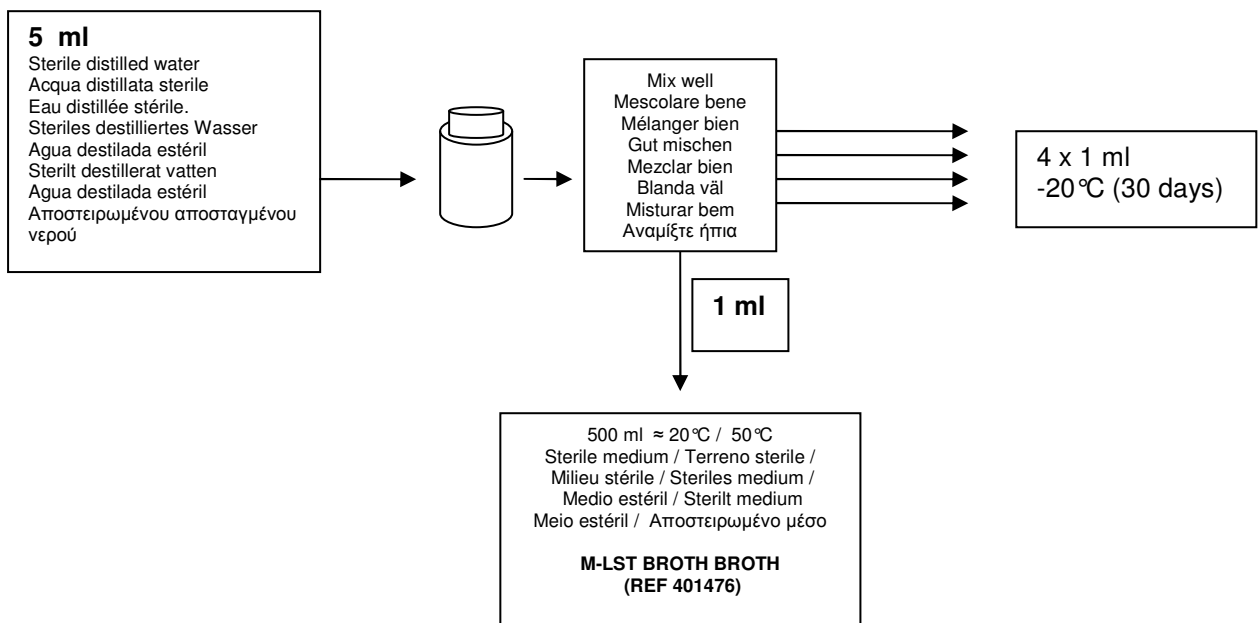 5 ml
Sterile distilled water
Acqua distillata sterile
Eau distillée stérile.
Steriles destilliertes Wasser
Agua destilada estéril
Sterilt destillerat vatten
Agua destilada estéril
Αποστειρωμένου αποσταγμένου
νερού
Mix well
Mescolare bene
Mélanger bien
Gut mischen
Mezclar bien
Blanda väl
Misturar bem
Αναμίξτε ήπια
4 x 1 ml
-20°C (30 days)
1 ml
500 ml ≈ 20°C / 50°C
Sterile medium / Terreno sterile /
Milieu stérile / Steriles medium /
Medio estéril / Sterilt medium
Meio estéril / Αποστειρωμένο μέσο
M-LST BROTH BROTH
(REF 401476)